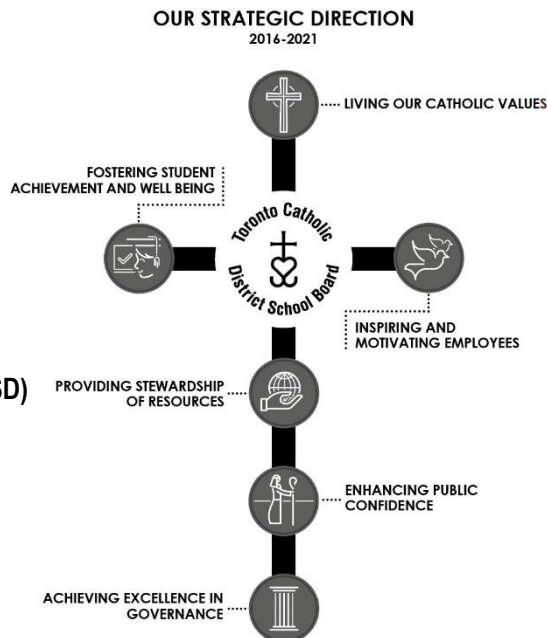 OUR STRATEGIC DIRECTION
2016-2021
LIVING OUR CATHOLIC VALUES
FOSTERING STUDENT
ACHIEVEMENT AND WELL BEING
Toronto Catholic
District School Board
INSPIRING AND
MOTIVATING EMPLOYEES
SD)
PROVIDING STEWARDSHIP
OF RESOURCES
ENHANCING PUBLIC
CONFIDENCE
ACHIEVING EXCELLENCE IN
GOVERNANCE